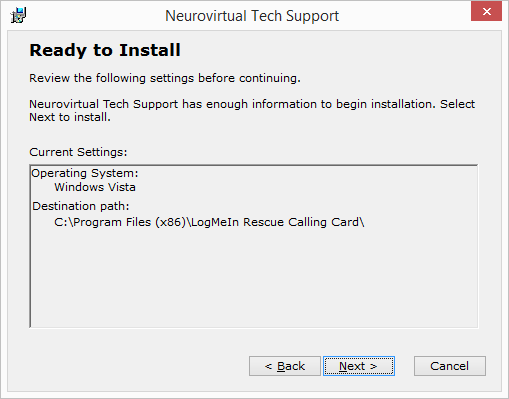 Neurovirtual Tech Support
Ready to Install
Review the following settings before continuing.
Neurovirtual Tech Support has enough information to begin installation. Select
Next to install.
Current Settings:
Operating System:
Windows Vista
Destination path:
C:\Program Files (x86)\LogMeIn Rescue Calling Card\
< Back
Next >
Cancel